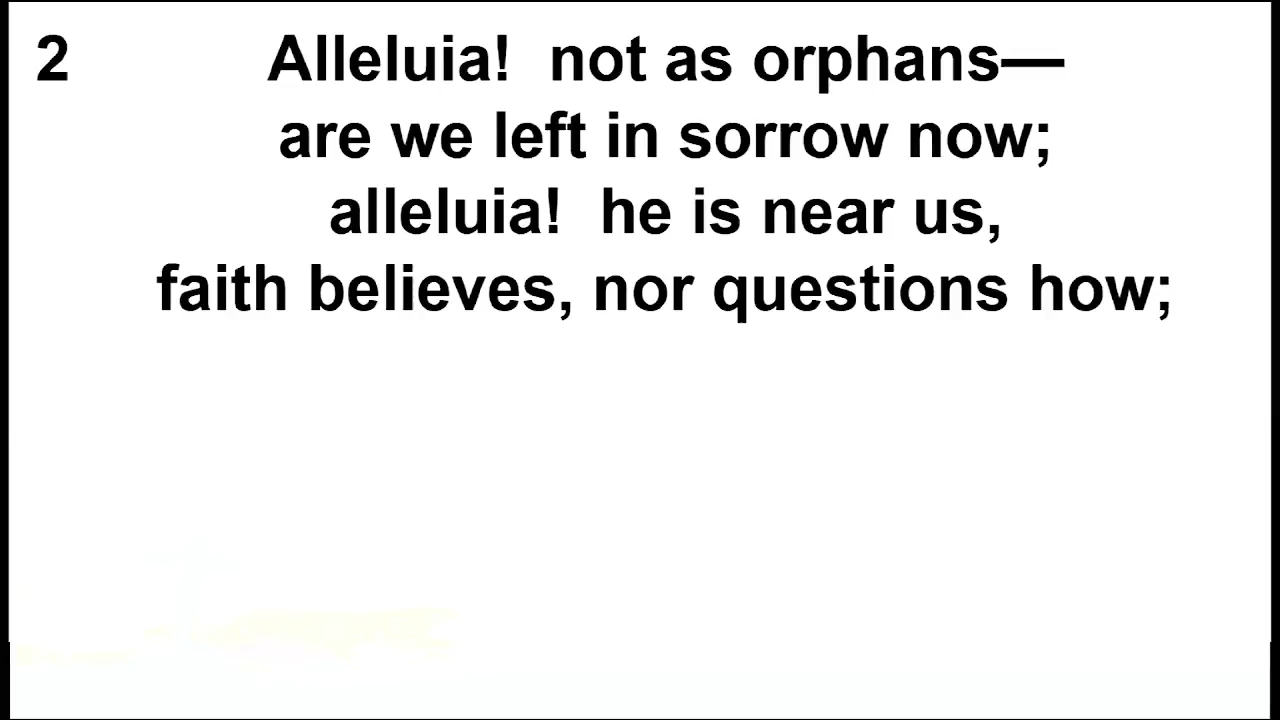 2 Alleluia! not as orphans—
are we left in sorrow now;
alleluia! he is near us,
faith believes, nor questions how;